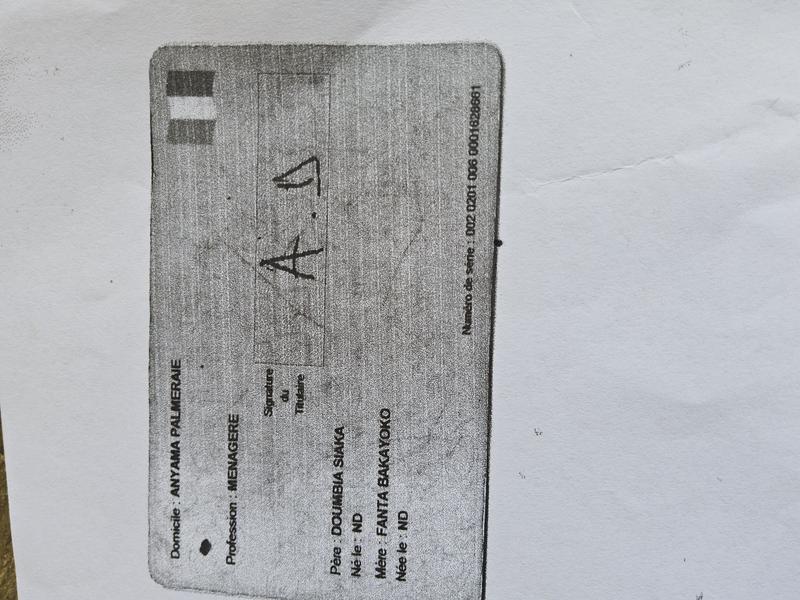 Domicile : ANYAMA PALMERAIE
Profession : MENAGERE
Signature
du
Titulaire
A.D
Père : DOUMBIA SIAKA
Né le : ND
Mère : FANTA BAKAYOKO
Née le : ND
Numéro de série : 002 0201 006 0001628661